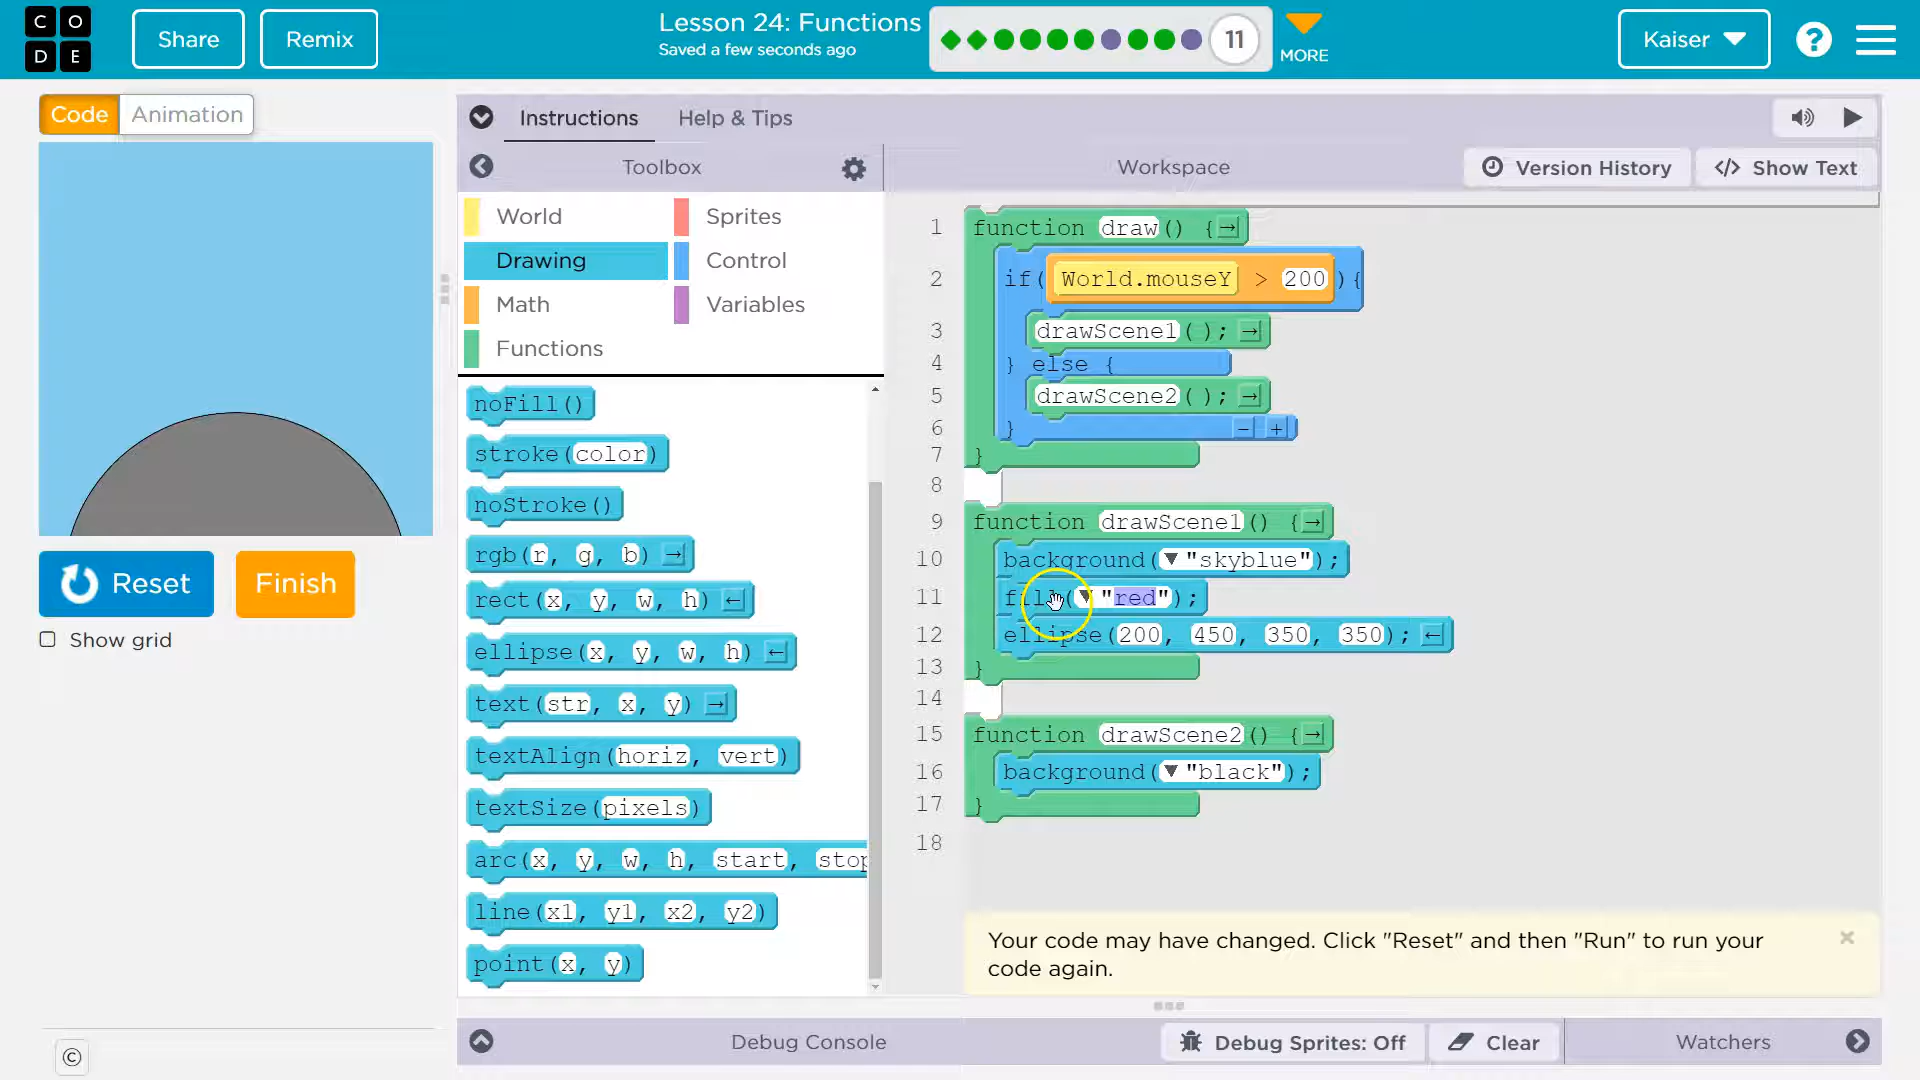 C O D E
Share
Remix
Lesson 24: Functions
Saved a few seconds ago
11
MORE
Kaiser
?
Code
Animation
Instructions
Help & Tips
Toolbox
Workspace
Version History
</> Show Text
World
Sprites
Drawing
Control
Math
Variables
Functions
noFill()
stroke(color)
noStroke()
rgb(r, g, b) →
rect(x, y, w, h) ←
ellipse(x, y, w, h) ←
text(str, x, y) →
textAlign(horiz, vert)
textSize(pixels)
arc(x, y, w, h, start, stop
line(x1, y1, x2, y2)
point(x, y)
1 function draw() { →
2 if( World.mouseY > 200 ){
3 drawScene1( ); →
4 } else {
5 drawScene2( ); →
6 } - +
7 }
8
9 function drawScene1() { →
10 background( ▼ "skyblue");
11 fill( ▼ "red");
12 ellipse(200, 450, 350, 350); ←
13 }
14
15 function drawScene2() { →
16 background( ▼ "black");
17 }
18
Reset
Finish
Show grid
Your code may have changed. Click "Reset" and then "Run" to run your
code again.
×
©
Debug Console
Debug Sprites: Off
Clear
Watchers